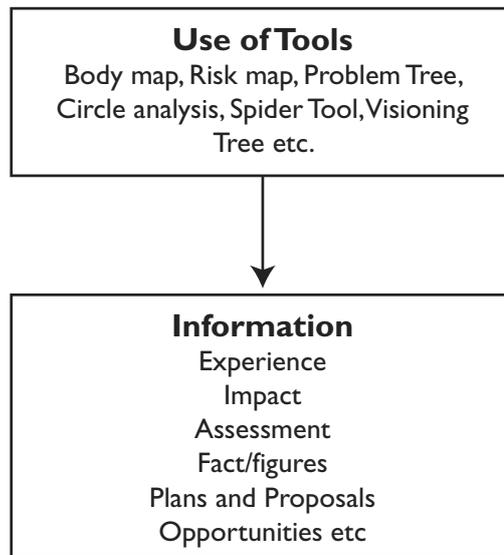 Use of Tools
Body map, Risk map, Problem Tree,
Circle analysis, Spider Tool, Visioning
Tree etc.
Information
Experience
Impact
Assessment
Fact/figures
Plans and Proposals
Opportunities etc